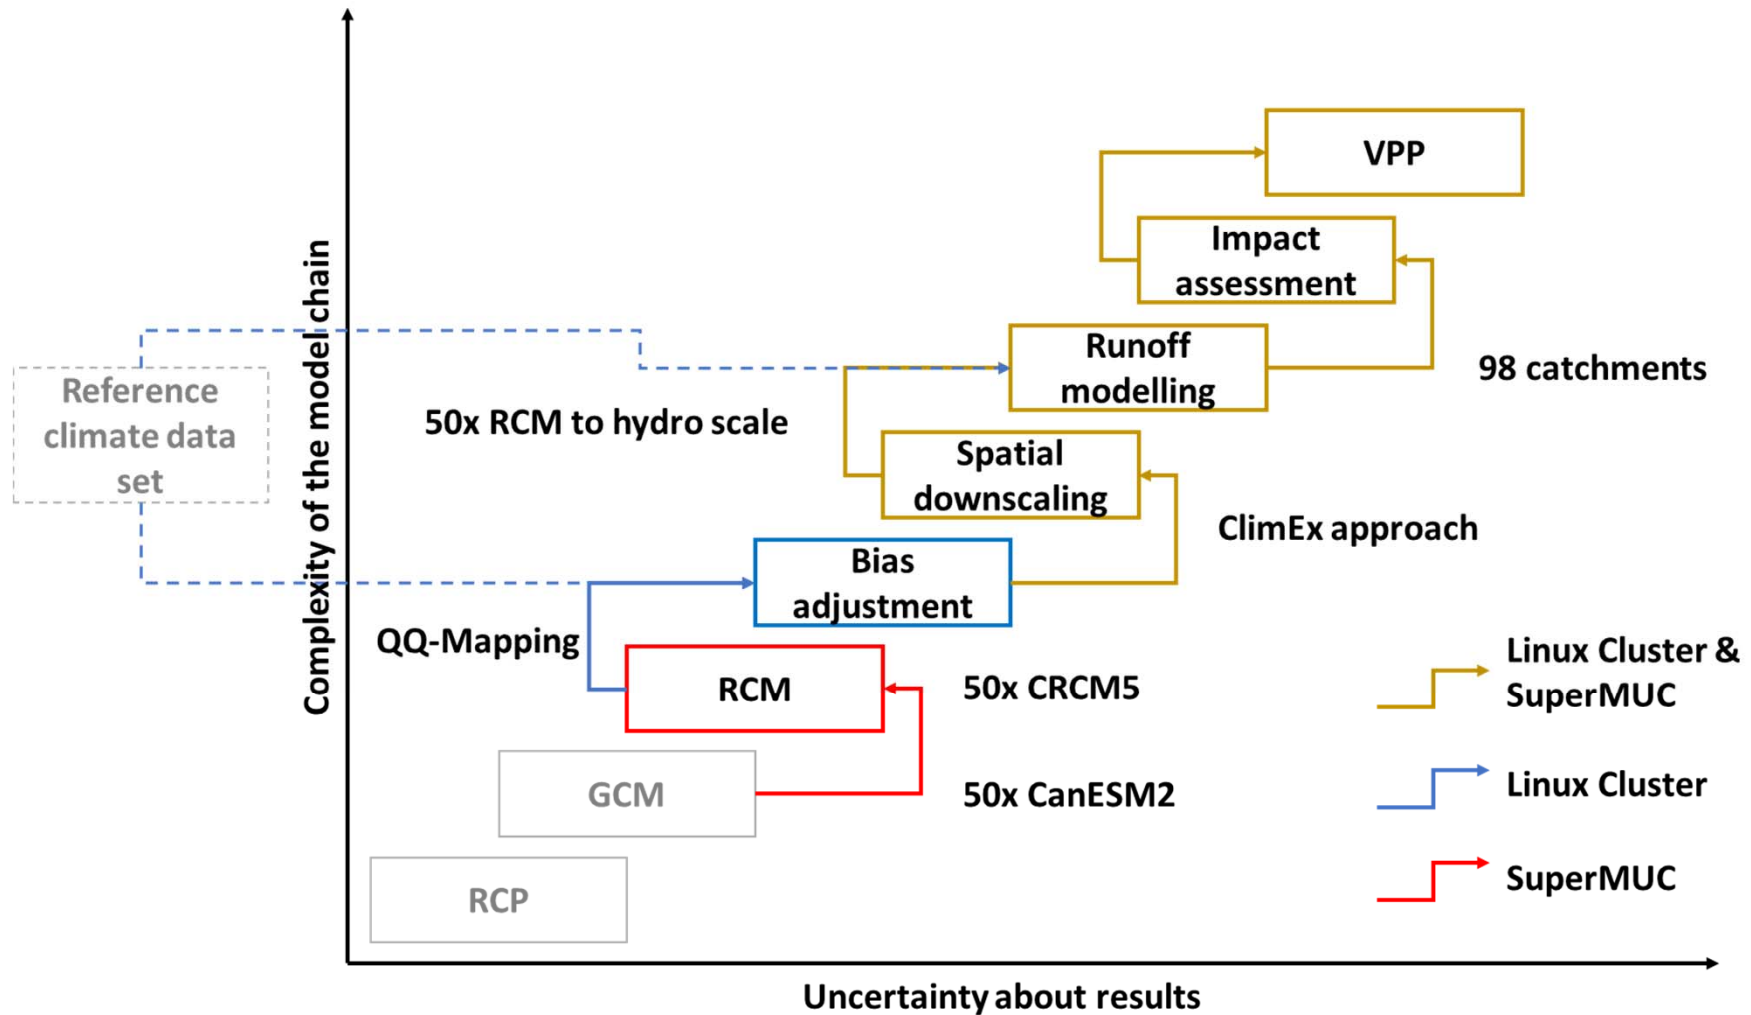 VPP
Impact
assessment
Runoff
modelling
98 catchments
Reference
climate data
set
Complexity of the model chain
50x RCM to hydro scale
Spatial
downscaling
ClimEx approach
Bias
adjustment
QQ-Mapping
RCM
50x CRCM5
Linux Cluster &
SuperMUC
GCM
50x CanESM2
Linux Cluster
SuperMUC
RCP
Uncertainty about results